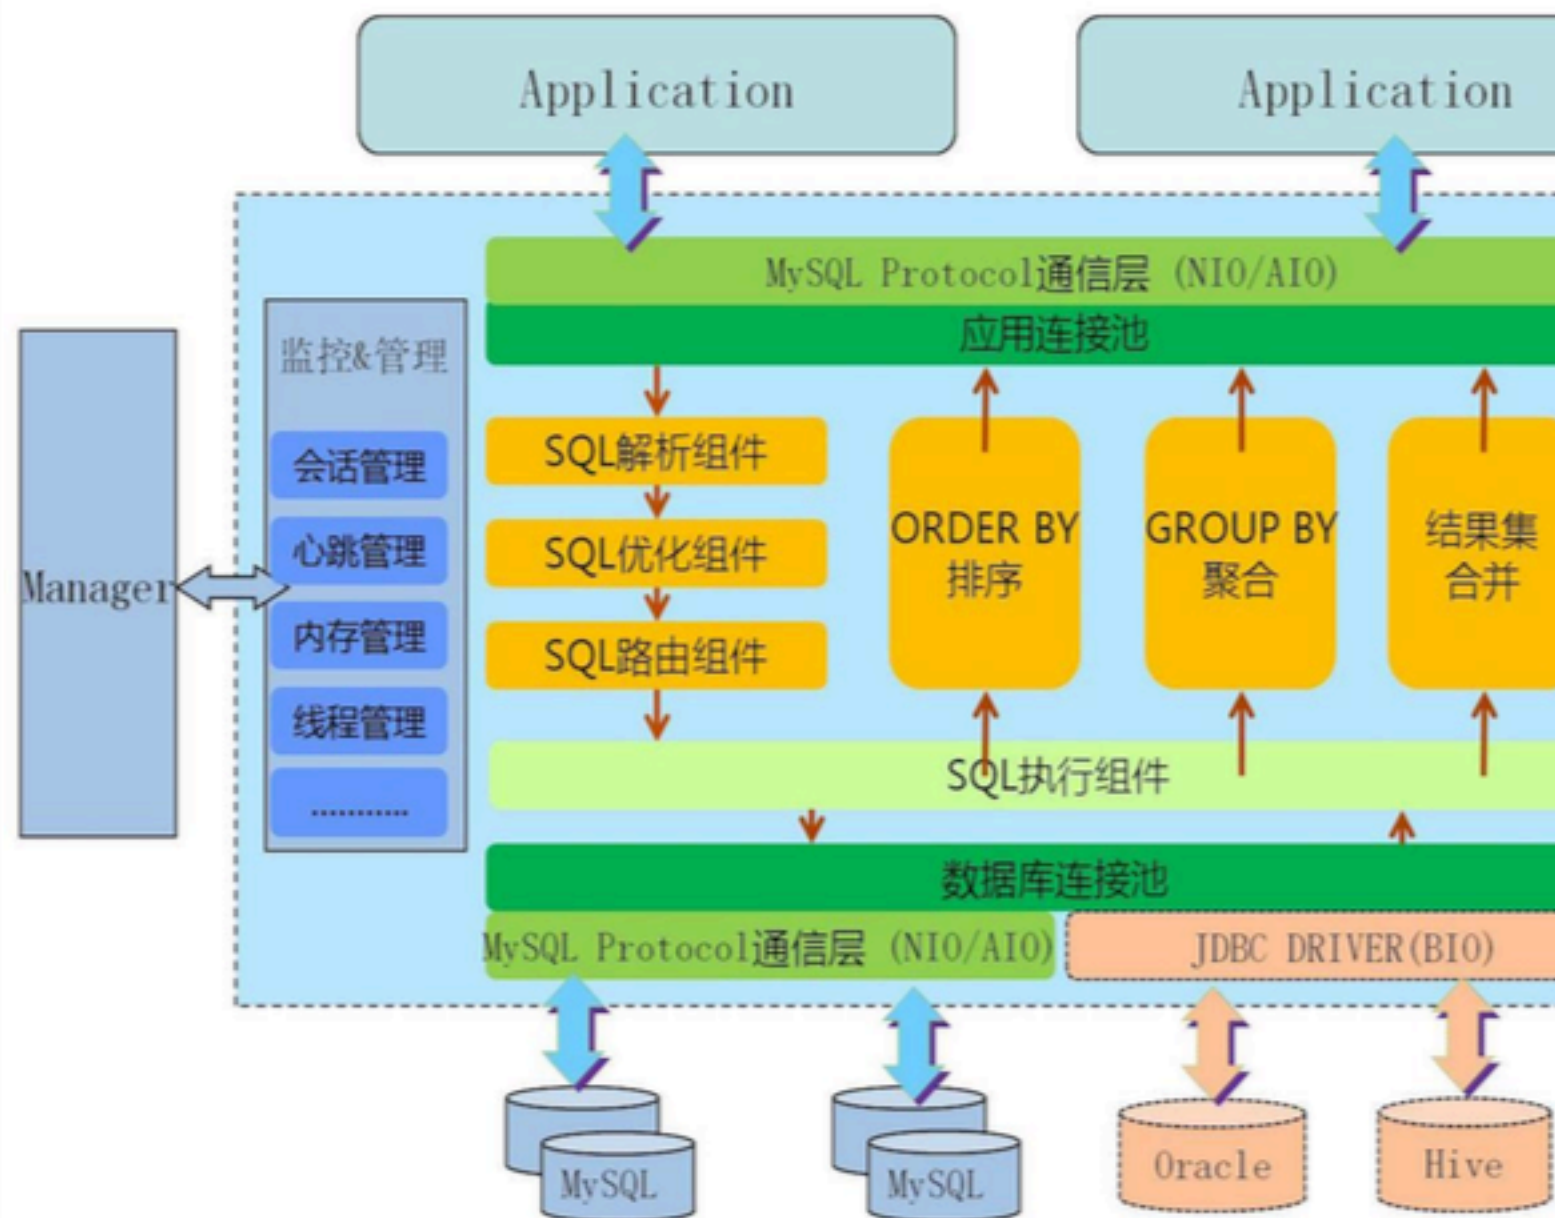 Application
Application
MySQL Protocol通信层 (NIO/AIO)
应用连接池
监控&管理
会话管理
心跳管理
内存管理
线程管理
...........
Manager
SQL解析组件
SQL优化组件
SQL路由组件
ORDER BY
排序
GROUP BY
聚合
结果集
合并
SQL执行组件
数据库连接池
MySQL Protocol通信层 (NIO/AIO)
JDBC DRIVER(BIO)
MySQL
MySQL
Oracle
Hive